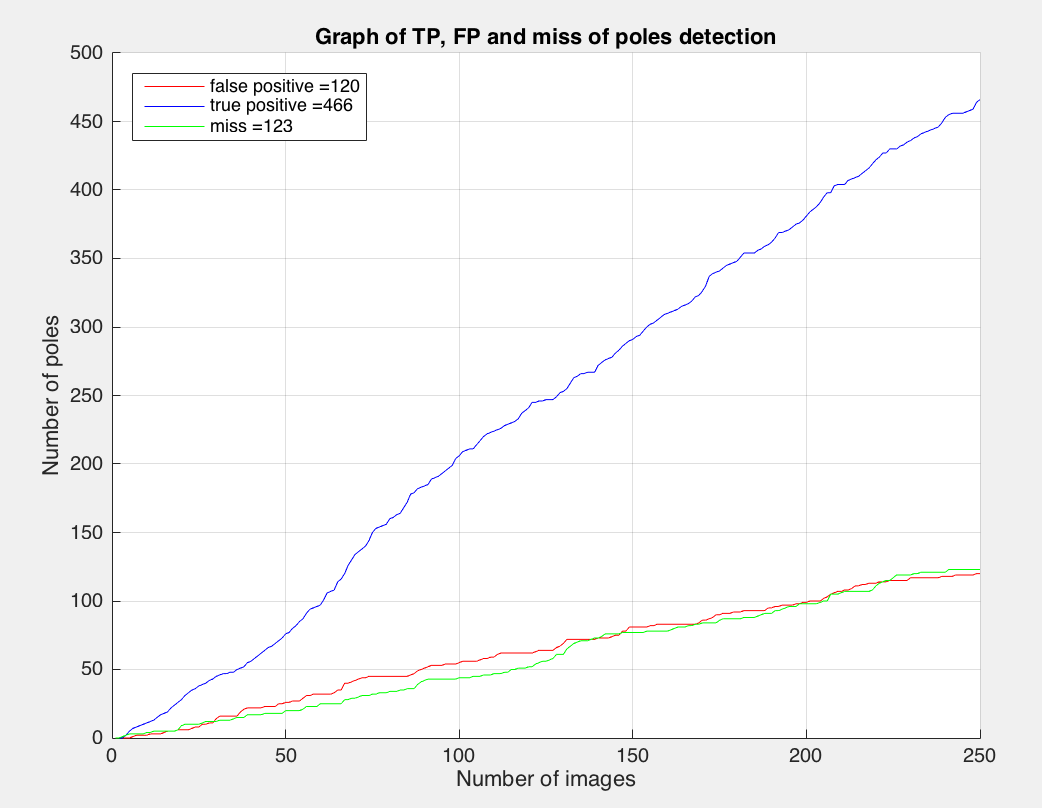 Graph of TP, FP and miss of poles detection
false positive =120
true positive =466
miss =123
Number of poles
500
450
400
350
300
250
200
150
100
50
0
0 50 100 150 200 250
Number of images